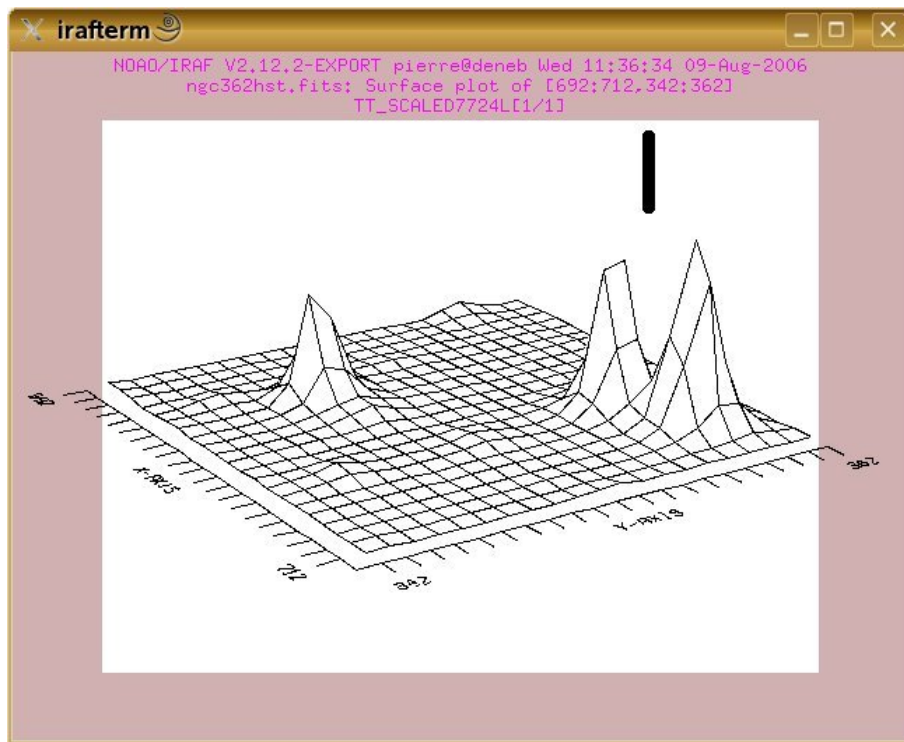 irafterm
NOAO/IRAF V2.12.2-EXPORT pierre@deneb Wed 11:36:34 09-Aug-2006
ngc362hst.fits: Surface plot of [692:712,342:362]
TT_SCALED7724L[1/1]
362
X-AXIS
Y-AXIS
712
342